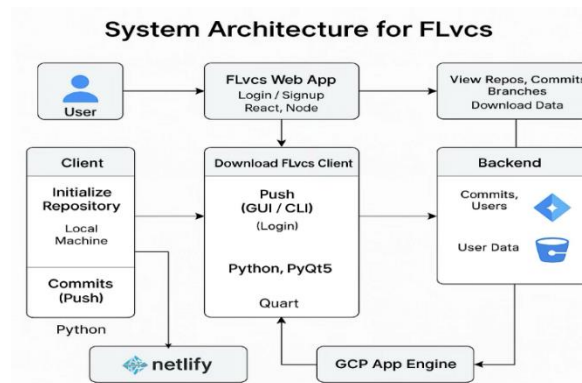 System Architecture for FLvcs
User
FLvcs Web App
Login / Signup
React, Node
View Repos, Commits
Branches
Download Data
Client
Initialize
Repository
Local
Machine
Commits
(Push)
Python
Download FLvcs Client
Push
(GUI / CLI)
(Login)
Python, PyQt5
Quart
Backend
Commits,
Users
User Data
netlify
GCP App Engine